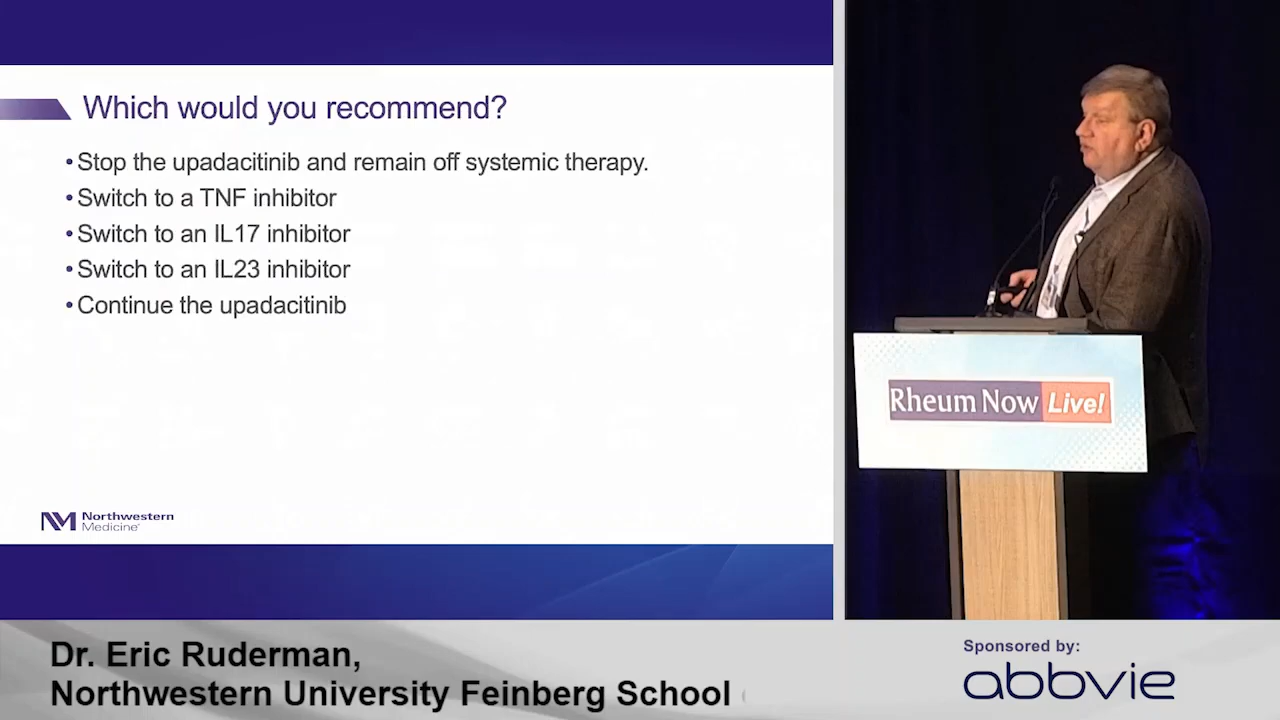 Which would you recommend?
•Stop the upadacitinib and remain off systemic therapy.
•Switch to a TNF inhibitor
•Switch to an IL17 inhibitor
•Switch to an IL23 inhibitor
•Continue the upadacitinib
Northwestern
Medicine
Rheum Now Live!
Dr. Eric Ruderman,
Northwestern University Feinberg School
Sponsored by:
abbvie